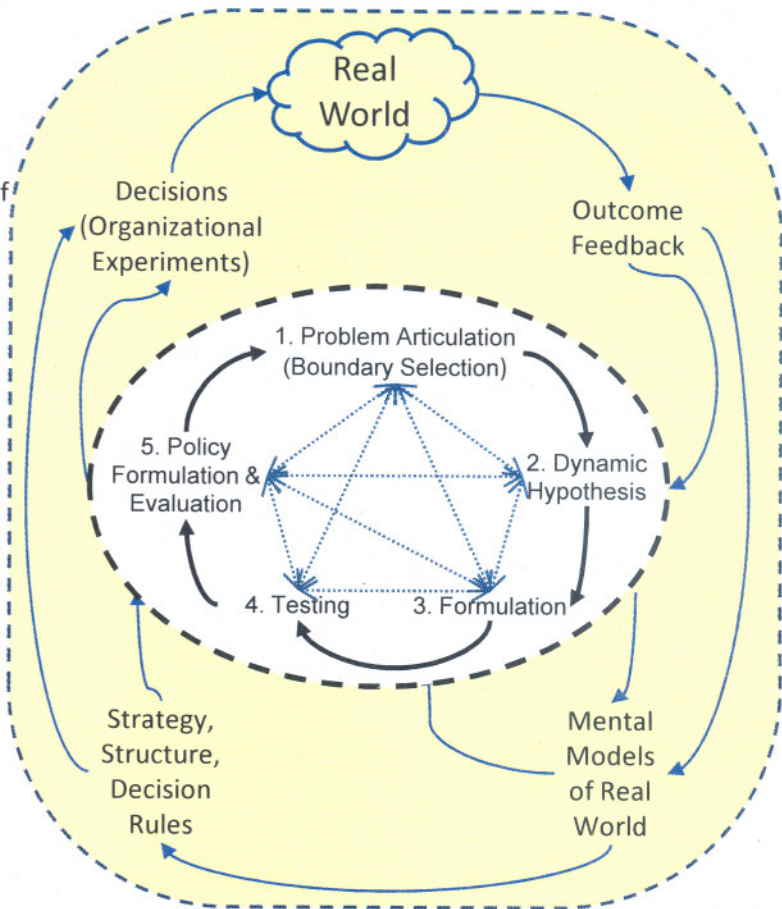 Real
World
f
Decisions
(Organizational
Experiments)
Outcome
Feedback
1. Problem Articulation
(Boundary Selection)
5. Policy
Formulation &
Evaluation
2. Dynamic
Hypothesis
4. Testing
3. Formulation
Strategy,
Structure,
Decision
Rules
Mental
Models
of Real
World